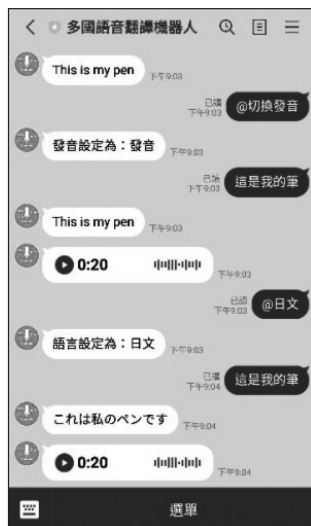 多國語音翻譯機器人
This is my pen
下午9:03
已讀
下午9:03
@切換發音
發音設定為：發音
下午9:03
已讀
下午9:03
這是我的筆
This is my pen
下午9:03
0:20
下午9:03
已讀
下午9:03
@日文
語言設定為：日文
下午9:03
已讀
下午9:04
這是我的筆
これは私のペンです
下午9:04
0:20
下午9:04
選單